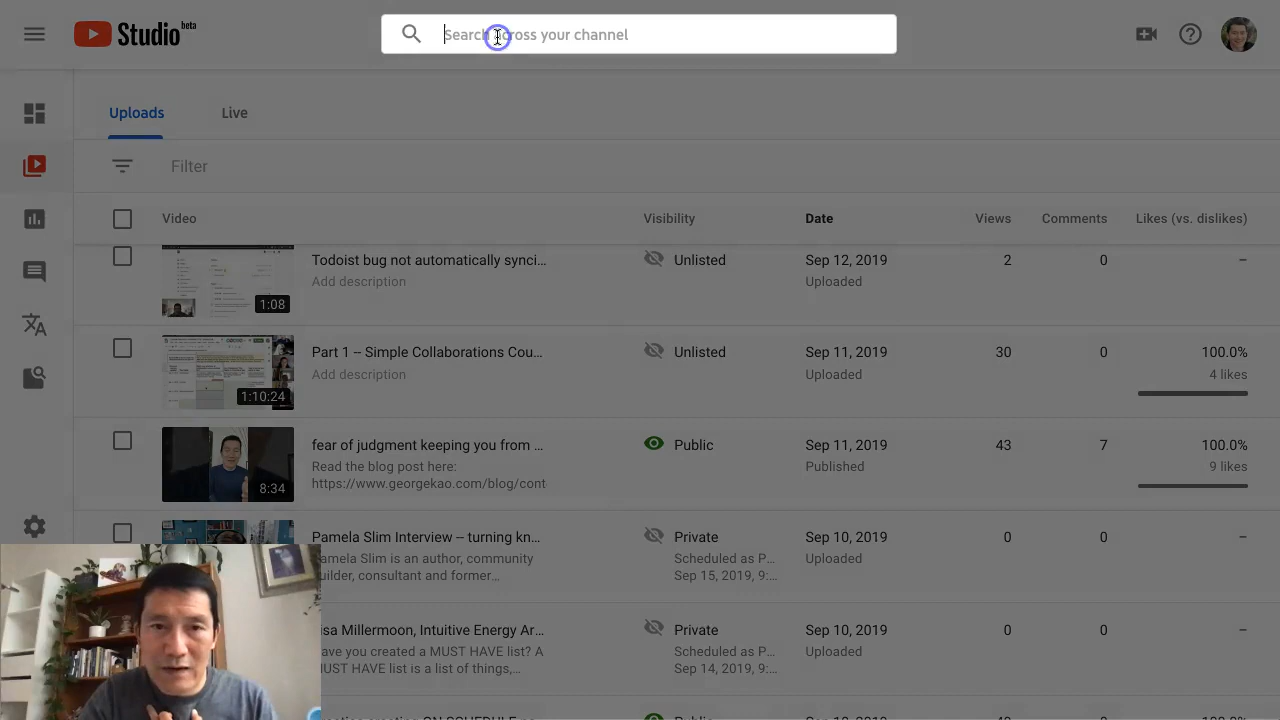 Studio beta
Search across your channel
Uploads
Live
Filter
Video
Visibility
Date
Views
Comments
Likes (vs. dislikes)
Todoist bug not automatically synci...
Add description
1:08
Unlisted
Sep 12, 2019
Uploaded
2
0
–
Part 1 – Simple Collaborations Cou...
Add description
1:10:24
Unlisted
Sep 11, 2019
Uploaded
30
0
100.0%
4 likes
fear of judgment keeping you from ...
Read the blog post here:
https://www.georgekao.com/blog/cont
8:34
Public
Sep 11, 2019
Published
43
7
100.0%
9 likes
Pamela Slim Interview – turning kn...
amela Slim is an author, community
uilder, consultant and former...
Private
Scheduled as P...
Sep 15, 2019, 9:...
Sep 10, 2019
Uploaded
0
0
–
isa Millermoon, Intuitive Energy Ar...
ave you created a MUST HAVE list? A
MUST HAVE list is a list of things,...
Private
Scheduled as P...
Sep 14, 2019, 9:...
Sep 10, 2019
Uploaded
0
0
–